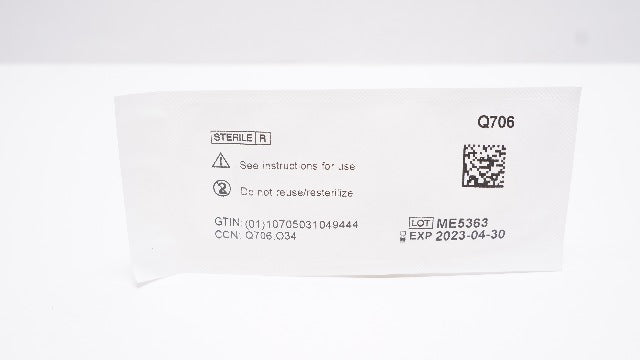 Q706
STERILE R
See instructions for use
Do not reuse/resterilize
GTIN: (01)10705031049444
CCN: Q706.O34
LOT ME5363
EXP 2023-04-30